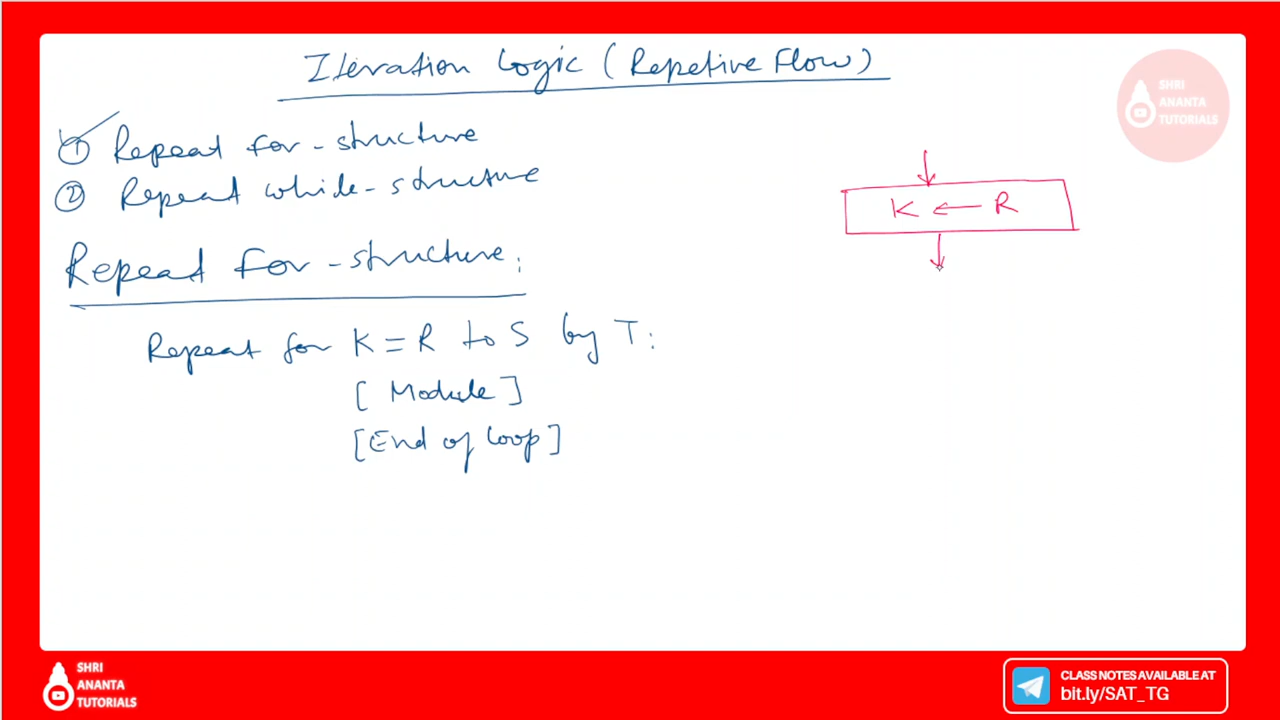 Iteration Logic (Repetive Flow)
① Repeat for-structure
② Repeat while-structure
Repeat for-structure:
Repeat for K = R to S by T:
[Module]
[End of loop]
K ← R
SHRI
ANANTA
TUTORIALS
SHRI
ANANTA
TUTORIALS
CLASS NOTES AVAILABLE AT
bit.ly/SAT_TG